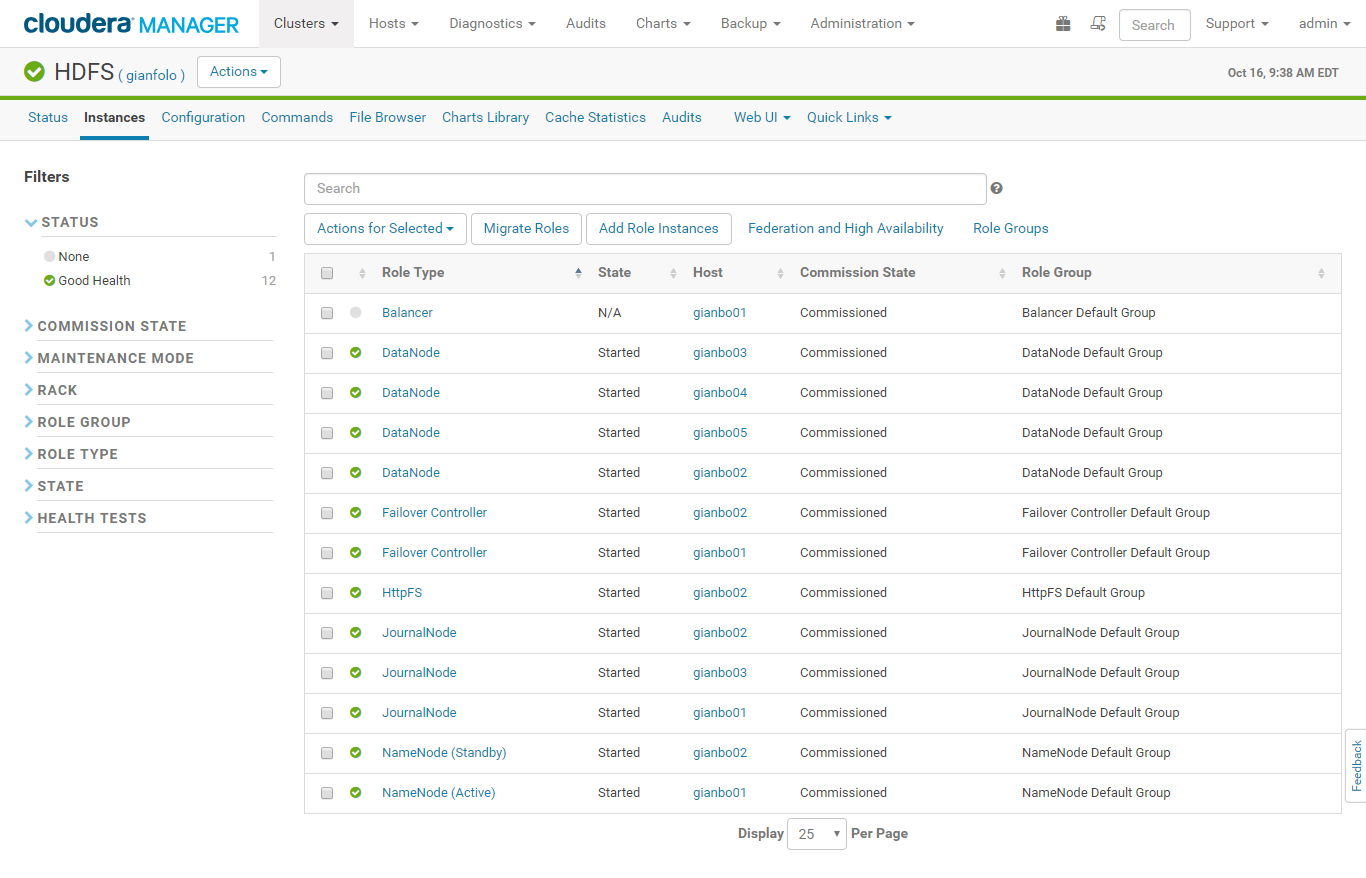 cloudera MANAGER Clusters Hosts Diagnostics Audits Charts Backup Administration Search Support admin
HDFS ( gianfolo ) Actions Oct 16, 9:38 AM EDT
Status Instances Configuration Commands File Browser Charts Library Cache Statistics Audits Web UI Quick Links
Filters
STATUS
None 1
Good Health 12
COMMISSION STATE
MAINTENANCE MODE
RACK
ROLE GROUP
ROLE TYPE
STATE
HEALTH TESTS
Search ?
Actions for Selected Migrate Roles Add Role Instances Federation and High Availability Role Groups
Role Type State Host Commission State Role Group
Balancer N/A gianbo01 Commissioned Balancer Default Group
DataNode Started gianbo03 Commissioned DataNode Default Group
DataNode Started gianbo04 Commissioned DataNode Default Group
DataNode Started gianbo05 Commissioned DataNode Default Group
DataNode Started gianbo02 Commissioned DataNode Default Group
Failover Controller Started gianbo02 Commissioned Failover Controller Default Group
Failover Controller Started gianbo01 Commissioned Failover Controller Default Group
HttpFS Started gianbo02 Commissioned HttpFS Default Group
JournalNode Started gianbo02 Commissioned JournalNode Default Group
JournalNode Started gianbo03 Commissioned JournalNode Default Group
JournalNode Started gianbo01 Commissioned JournalNode Default Group
NameNode (Standby) Started gianbo02 Commissioned NameNode Default Group
NameNode (Active) Started gianbo01 Commissioned NameNode Default Group
Display 25 Per Page
Feedback